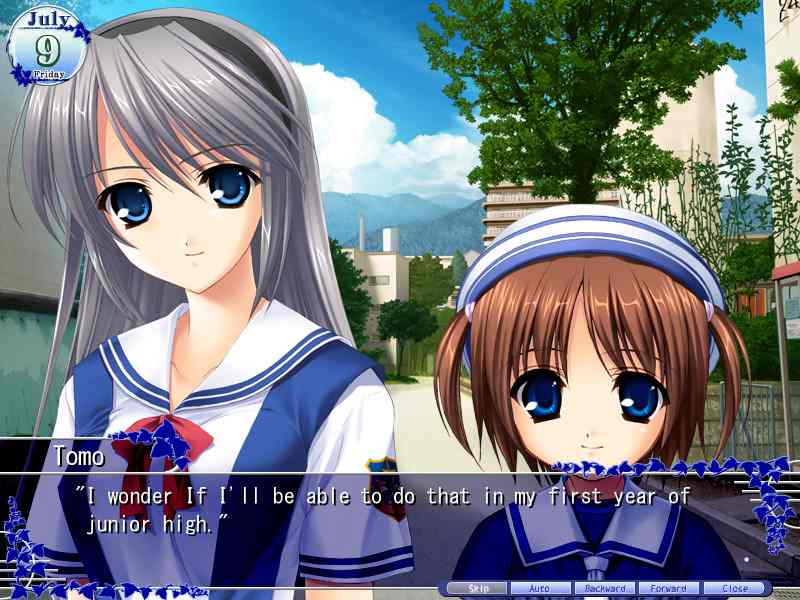 July
9
Friday
Tomo
"I wonder If I'll be able to do that in my first year of
junior high."
Skip Auto Backward Forward Close